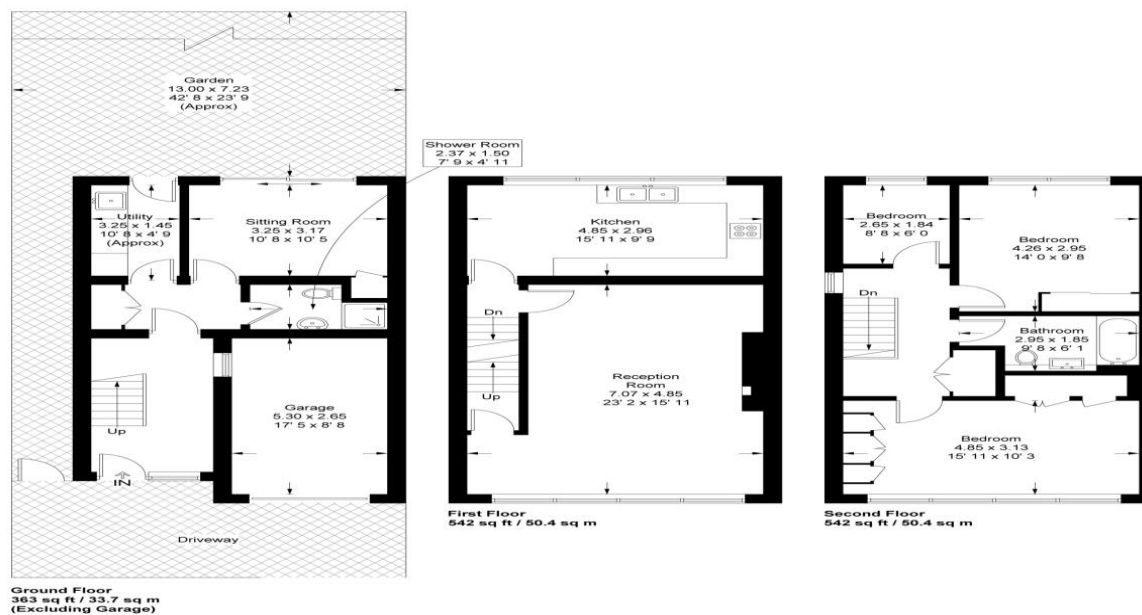 Garden
13.00 x 7.23
42' 8 x 23' 9
(Approx)
Shower Room
2.37 x 1.50
7' 9 x 4' 11
Utility
3.25 x 1.45
10' 8 x 4' 9
(Approx)
Sitting Room
3.25 x 3.17
10' 8 x 10' 5
Garage
5.30 x 2.65
17' 5 x 8' 8
Up
IN
Driveway
Ground Floor
363 sq ft / 33.7 sq m
(Excluding Garage)
Kitchen
4.85 x 2.96
15' 11 x 9' 9
Dn
Up
Reception
Room
7.07 x 4.85
23' 2 x 15' 11
First Floor
542 sq ft / 50.4 sq m
Bedroom
2.65 x 1.84
8' 8 x 6' 0
Bedroom
4.26 x 2.95
14' 0 x 9' 8
Dn
Bathroom
2.95 x 1.85
9' 8 x 6' 1
Bedroom
4.85 x 3.13
15' 11 x 10' 3
Second Floor
542 sq ft / 50.4 sq m